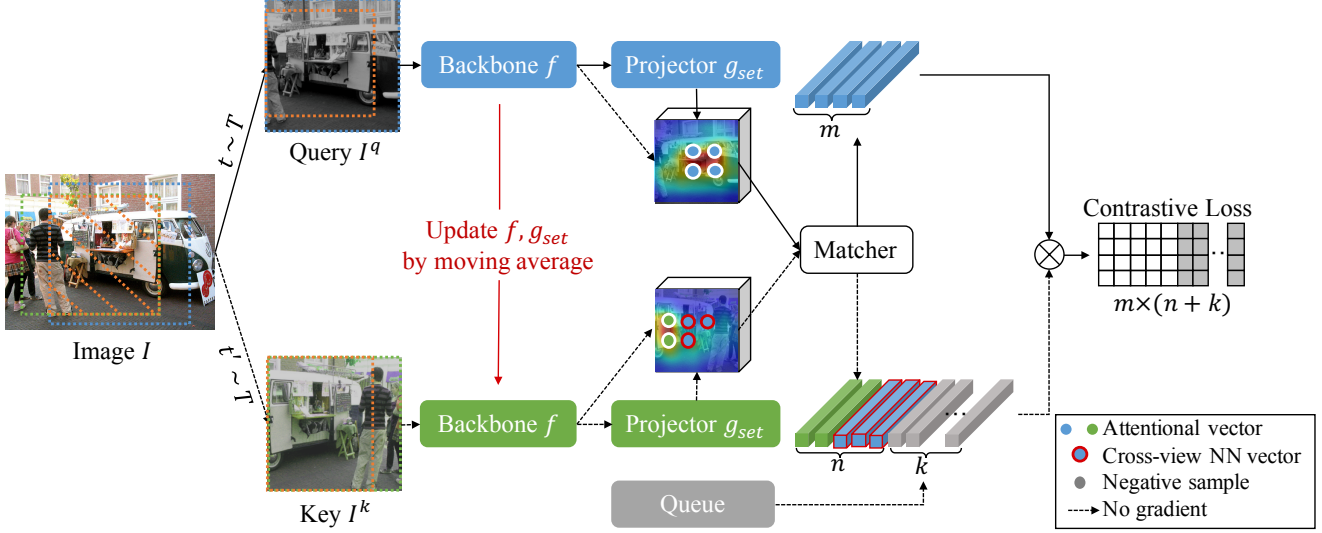 Backbone f
Projector g_set
t ~ T
Query I^q
m
Update f, g_set
by moving average
Matcher
Contrastive Loss
m×(n + k)
Image I
T ~ t'
Backbone f
Projector g_set
n
k
Key I^k
Queue
Attentional vector
Cross-view NN vector
Negative sample
No gradient